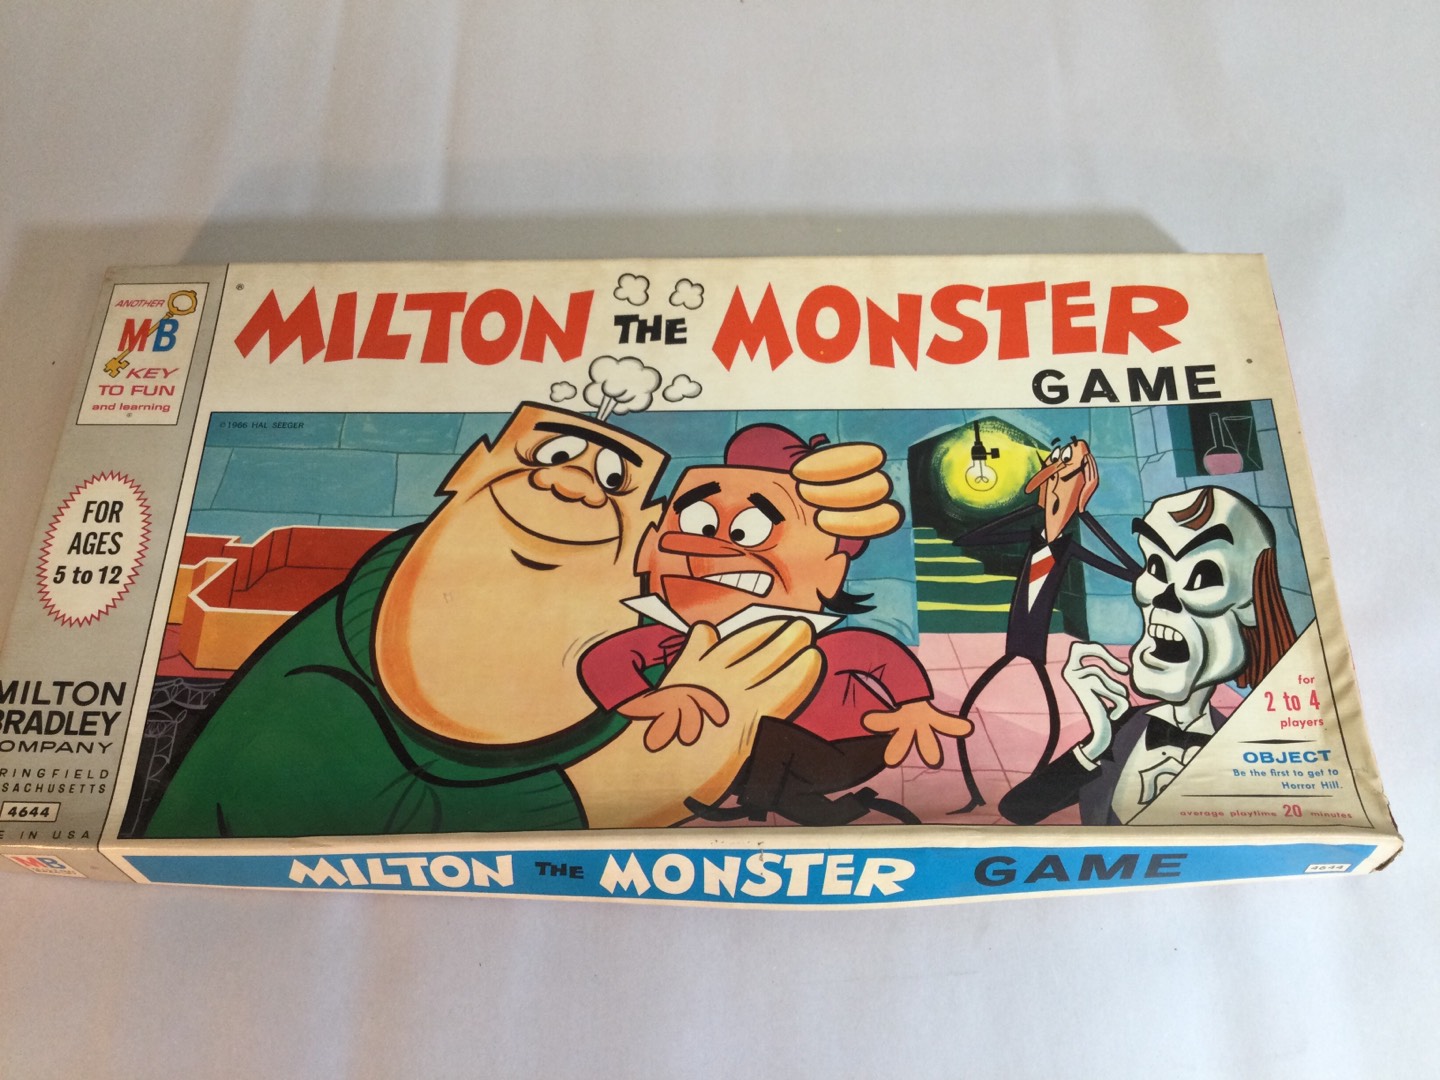 ANOTHER
MB
KEY
TO FUN
and learning
®
FOR
AGES
5 to 12
MILTON
BRADLEY
OMPANY
RINGFIELD
SACHUSETTS
4644
E IN U.S.A.
®
MILTON THE MONSTER
GAME
©1966 HAL SEEGER
for
2 to 4
players
OBJECT
Be the first to get to
Horror Hill.
average playtime 20 minutes
MB
MILTON THE MONSTER GAME
4644